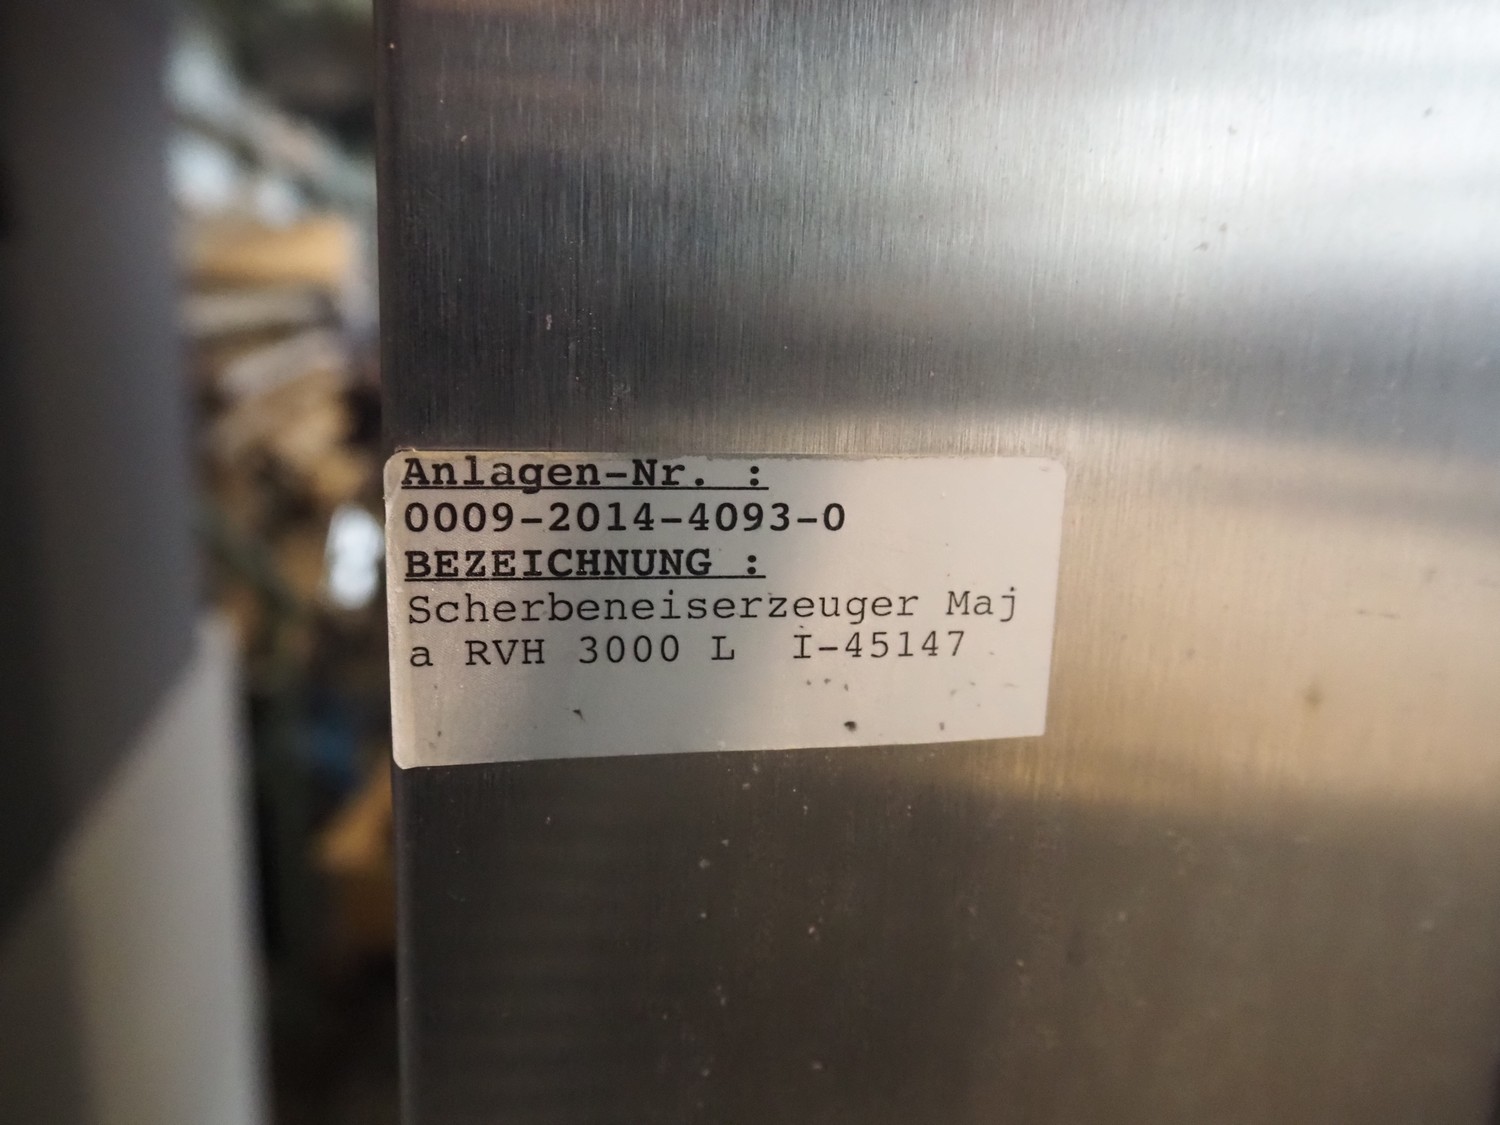 Anlagen-Nr. :
0009-2014-4093-0
BEZEICHNUNG :
Scherbeneiserzeuger Maj
a RVH 3000 L  I-45147